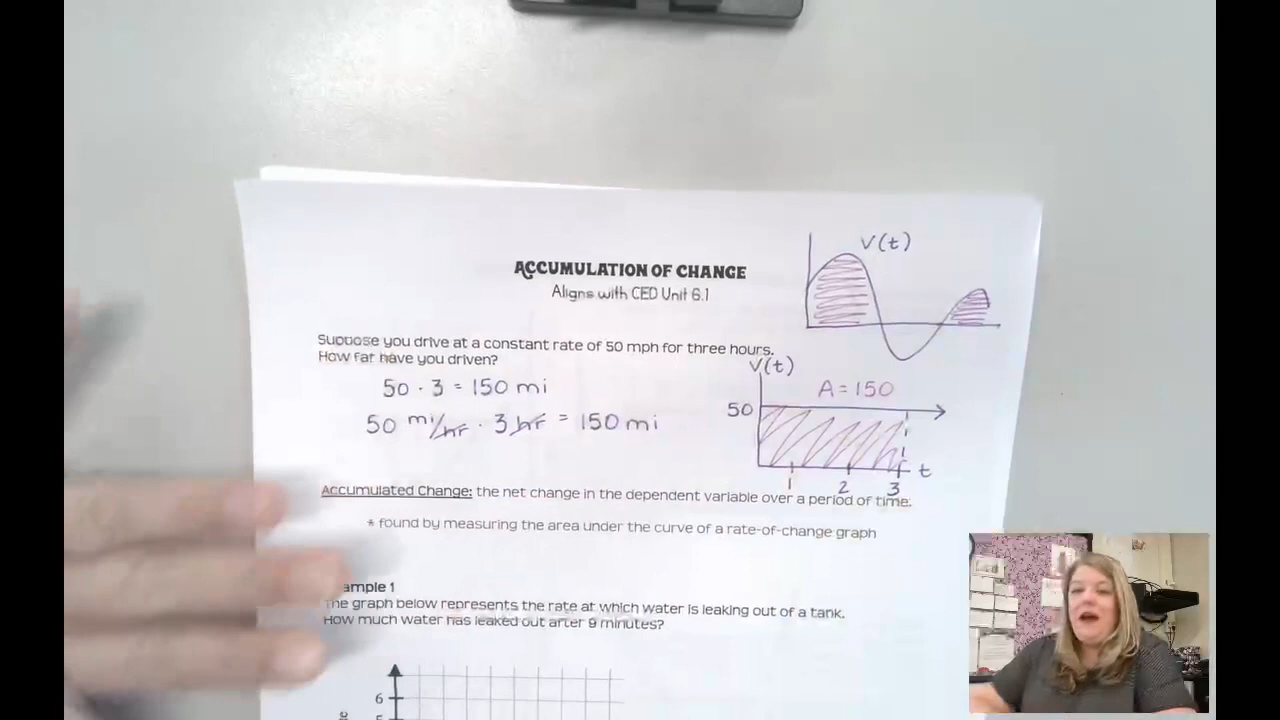 V(t)
ACCUMULATION OF CHANGE
Aligns with CED Unit 6.1
Suppose you drive at a constant rate of 50 mph for three hours.
How far have you driven?
50 · 3 = 150 mi
50 mi/hr · 3 hr = 150 mi
V(t)
A = 150
50
t
1 2 3
Accumulated Change: the net change in the dependent variable over a period of time.
* found by measuring the area under the curve of a rate-of-change graph
ample 1
The graph below represents the rate at which water is leaking out of a tank.
How much water has leaked out after 9 minutes?
6
5